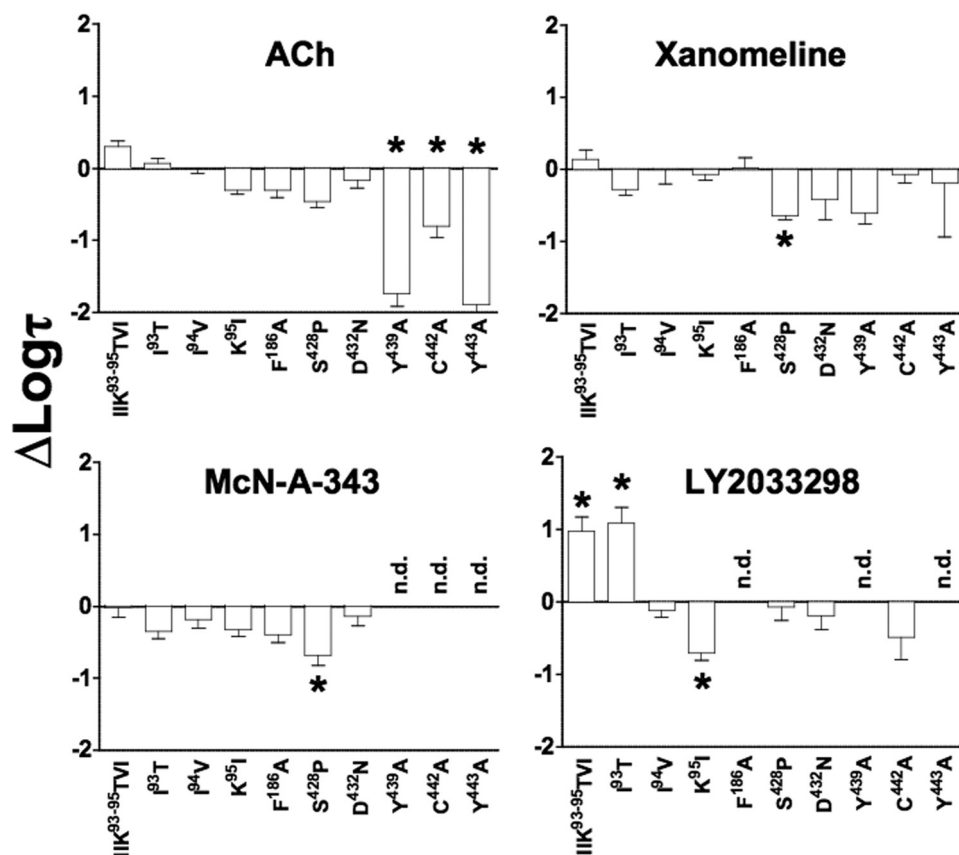 ACh
2
1
0
-1
-2
* * *
IIK⁹³⁻⁹⁵TVI
I⁹³T
I⁹⁴V
K⁹⁵I
F¹⁸⁶A
S⁴²⁸P
D⁴³²N
Y⁴³⁹A
C⁴⁴²A
Y⁴⁴³A
Xanomeline
2
1
0
-1
-2
*
IIK⁹³⁻⁹⁵TVI
I⁹³T
I⁹⁴V
K⁹⁵I
F¹⁸⁶A
S⁴²⁸P
D⁴³²N
Y⁴³⁹A
C⁴⁴²A
Y⁴⁴³A
ΔLogτ
McN-A-343
2
1
0
-1
-2
n.d.
n.d.
n.d.
*
IIK⁹³⁻⁹⁵TVI
I⁹³T
I⁹⁴V
K⁹⁵I
F¹⁸⁶A
S⁴²⁸P
D⁴³²N
Y⁴³⁹A
C⁴⁴²A
Y⁴⁴³A
LY2033298
2
1
0
-1
-2
* *
n.d.
n.d.
n.d.
*
IIK⁹³⁻⁹⁵TVI
I⁹³T
I⁹⁴V
K⁹⁵I
F¹⁸⁶A
S⁴²⁸P
D⁴³²N
Y⁴³⁹A
C⁴⁴²A
Y⁴⁴³A